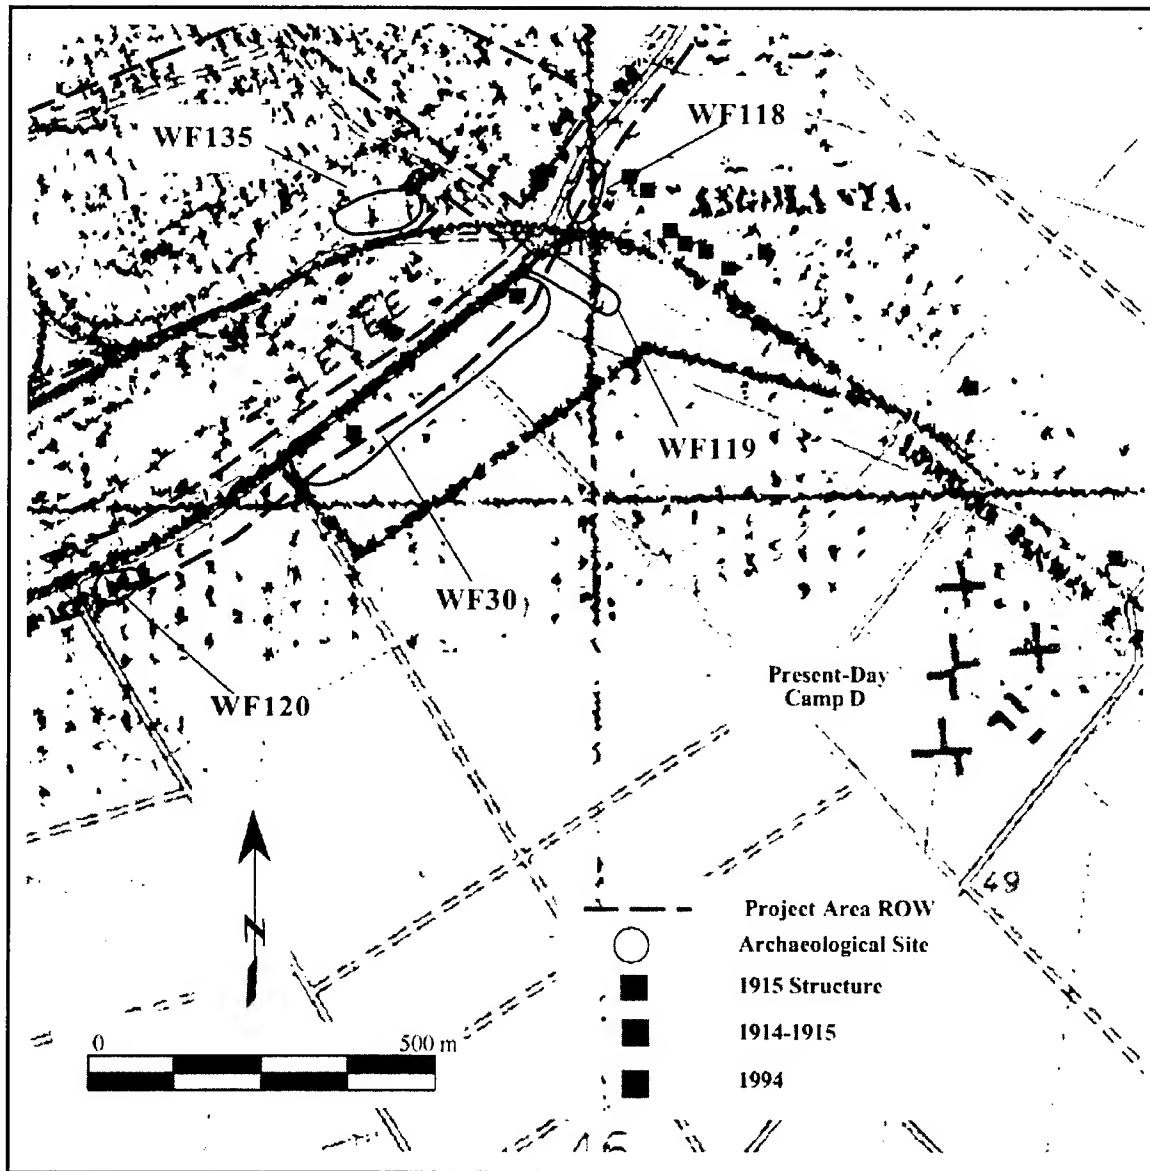 WF135
WF118
ANGOLA
LEVEE
WF119
WF30
WF120
Present-Day
Camp D
49
N
Project Area ROW
Archaeological Site
1915 Structure
1914-1915
1994
0 500 m